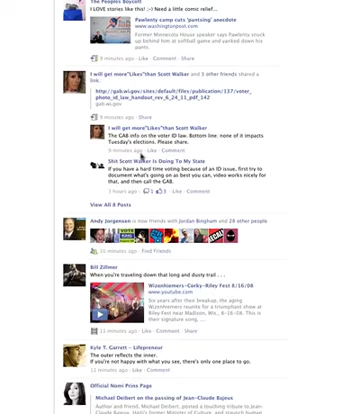 The Peoples Boycott
I LOVE stories like this! ;-) Need a little comic relief...
Pawlenty camp cuts 'pantsing' anecdote
www.washingtonpost.com
Former Minnesota House speaker says Pawlenty snuck
up behind him at softball game and yanked down his
pants.
9 minutes ago · Like · Comment · Share
I will get more"Likes"than Scott Walker and 3 other friends shared a
link.
http://gab.wi.gov/sites/default/files/publication/137/voter_
photo_id_law_handout_rev_6_24_11_pdf_142
gab.wi.gov
9 minutes ago · Share
I will get more"Likes"than Scott Walker
The GAB info on the voter ID law. Bottom line: none of it impacts
Tuesday's elections. Please share.
9 minutes ago · Like · Comment
Shit Scott Walker Is Doing To My State
If you have a hard time voting because of an ID issue, first try to
document what's going on as best you can, video works nicely for
that, and then call the GAB.
3 hours ago · 1 3 · Like · Comment
View All 8 Posts
Andy Jorgensen is now friends with Jordan Bingham and 28 other people
Find Friends
Bill Zillmer
When you're traveling down that long and dusty trail . . .
Wizenhiemers-Corky-Riley Fest 8/16/08
www.youtube.com
Six years after their breakup, the aging
Wizenhiemers reunite for a triumphant show at
Riley Fest near Madison, Wis., 8-16-08. This is
their signature song, ...
11 minutes ago · Like · Comment · Share
Kyle T. Garrett - Lifepreneur
The outer reflects the inner.
If you're not happy with what you see, there's only one place to go.
11 minutes ago · Like · Comment
Official Nomi Prins Page
Michael Deibert on the passing of Jean-Claude Bajeux
Author and friend, Michael Deibert, penned a touching tribute to Jean-